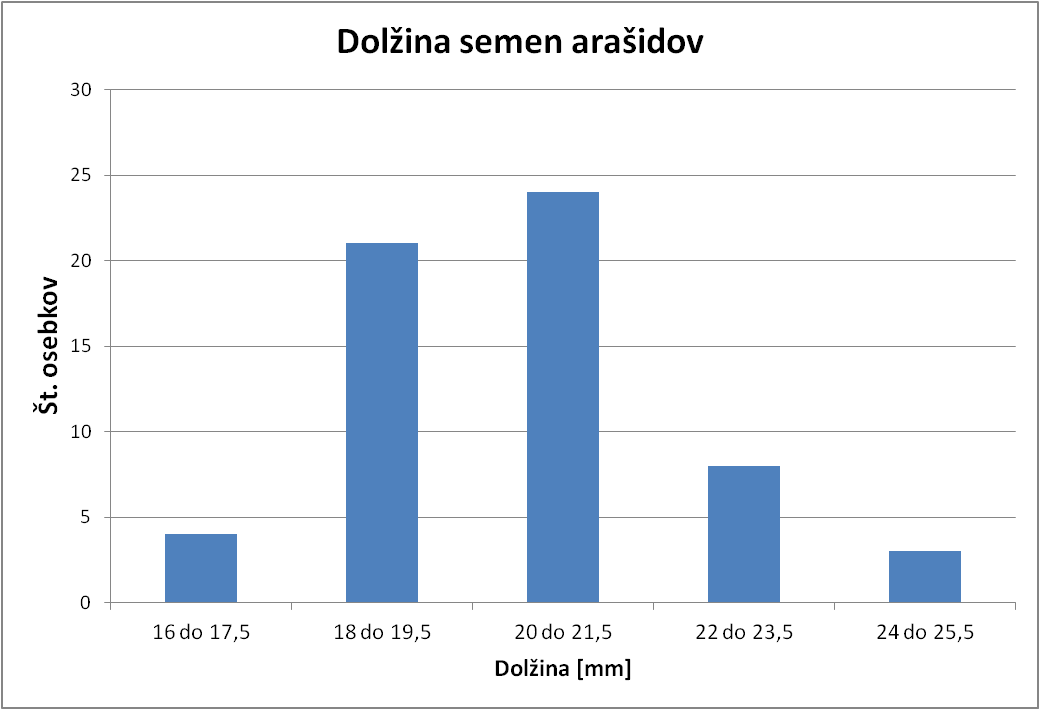 Dolžina semen arašidov
Št. osebkov
30
25
20
15
10
5
0
16 do 17,5
18 do 19,5
20 do 21,5
22 do 23,5
24 do 25,5
Dolžina [mm]